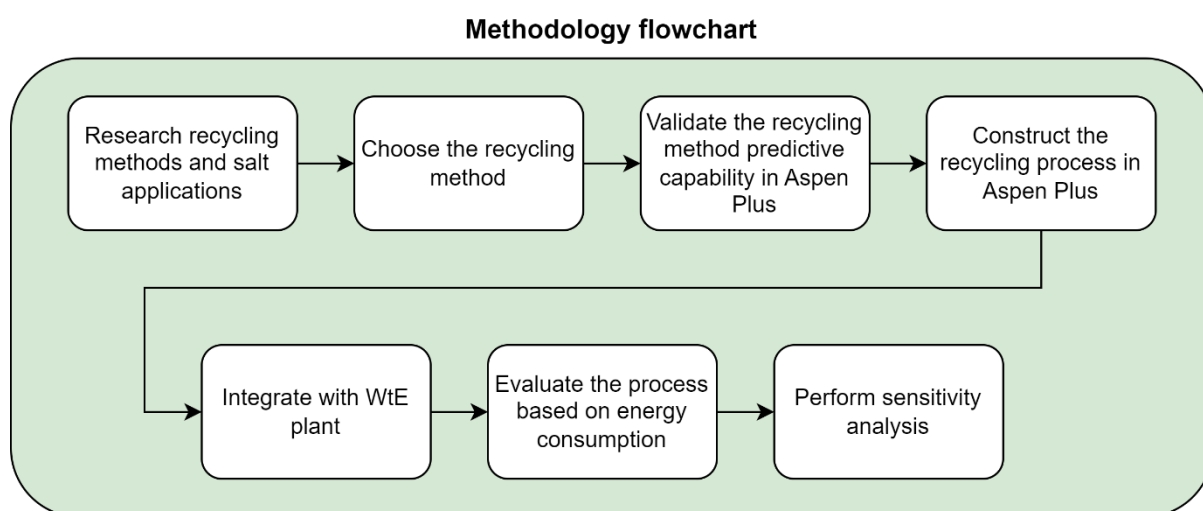 Methodology flowchart
Research recycling
methods and salt
applications
Choose the recycling
method
Validate the recycling
method predictive
capability in Aspen
Plus
Construct the
recycling process in
Aspen Plus
Integrate with WtE
plant
Evaluate the process
based on energy
consumption
Perform sensitivity
analysis